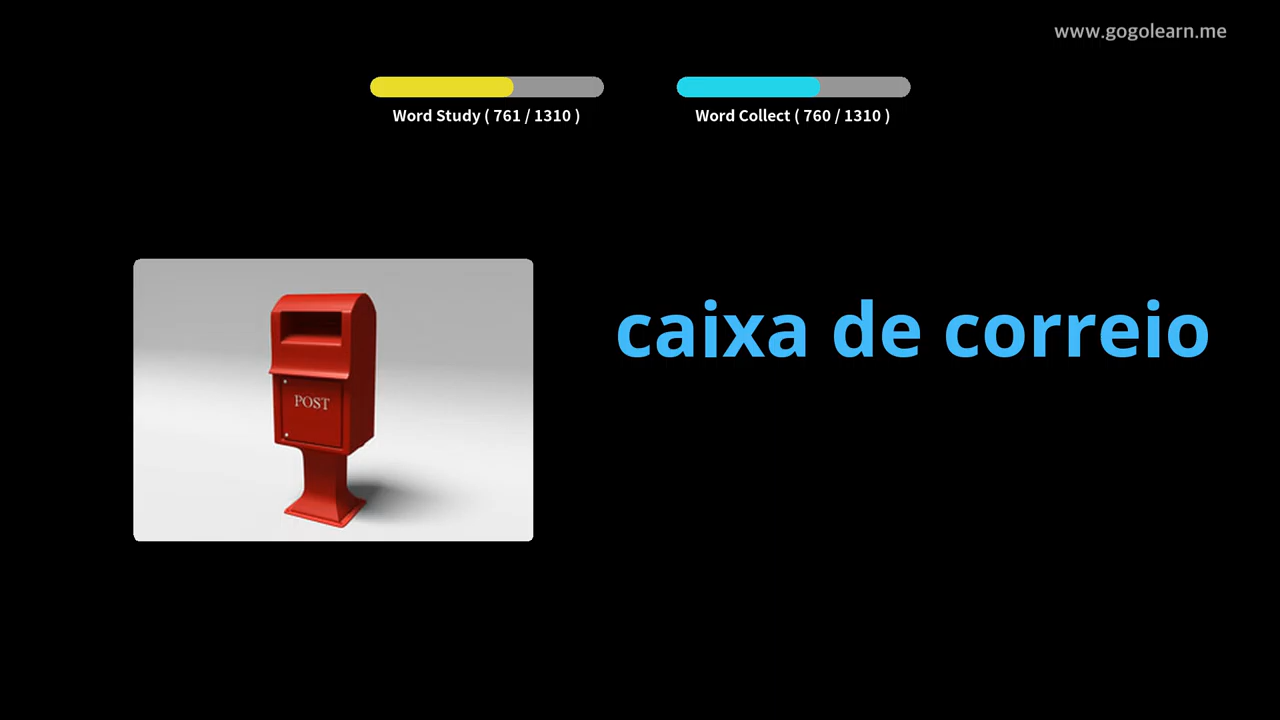 www.gogolearn.me
Word Study ( 761 / 1310 )
Word Collect ( 760 / 1310 )
caixa de correio
POST